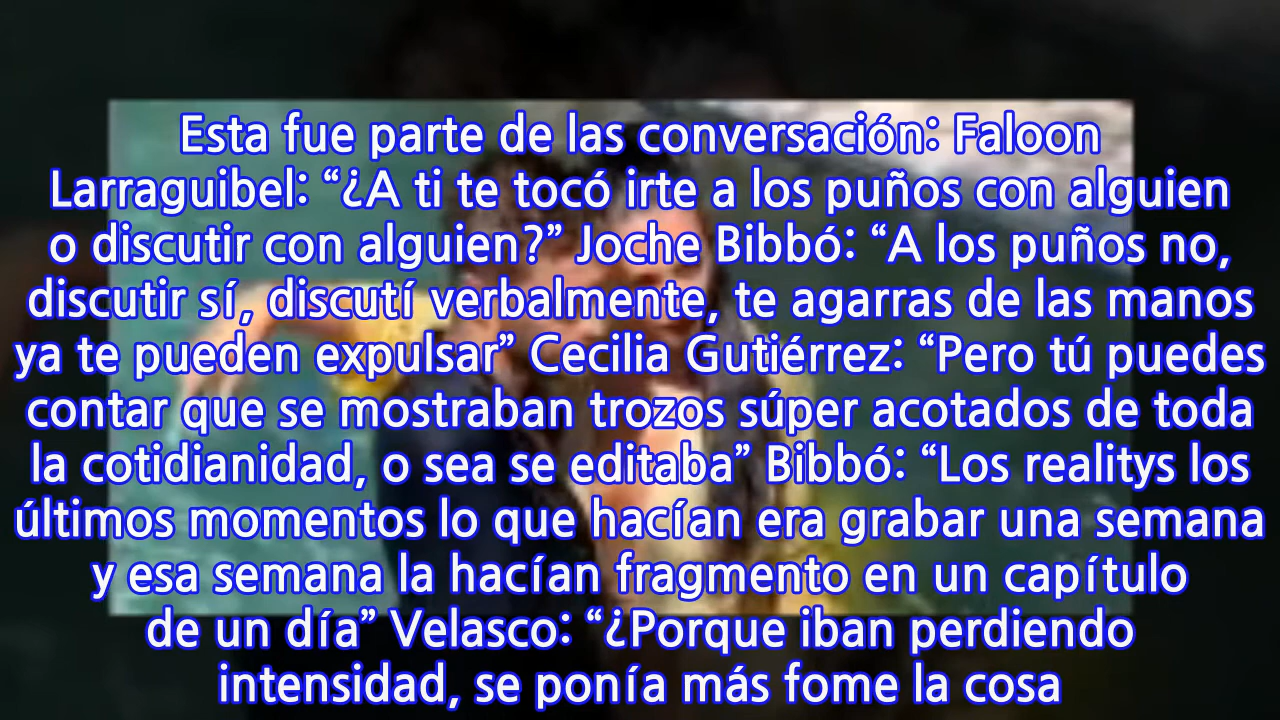 Esta fue parte de las conversación: Faloon
Larraguibel: “¿A ti te tocó irte a los puños con alguien
o discutir con alguien?” Joche Bibbó: “A los puños no,
discutir sí, discutí verbalmente, te agarras de las manos
ya te pueden expulsar” Cecilia Gutiérrez: “Pero tú puedes
contar que se mostraban trozos súper acotados de toda
la cotidianidad, o sea se editaba” Bibbó: “Los realitys los
últimos momentos lo que hacían era grabar una semana
y esa semana la hacían fragmento en un capítulo
de un día” Velasco: “¿Porque iban perdiendo
intensidad, se ponía más fome la cosa